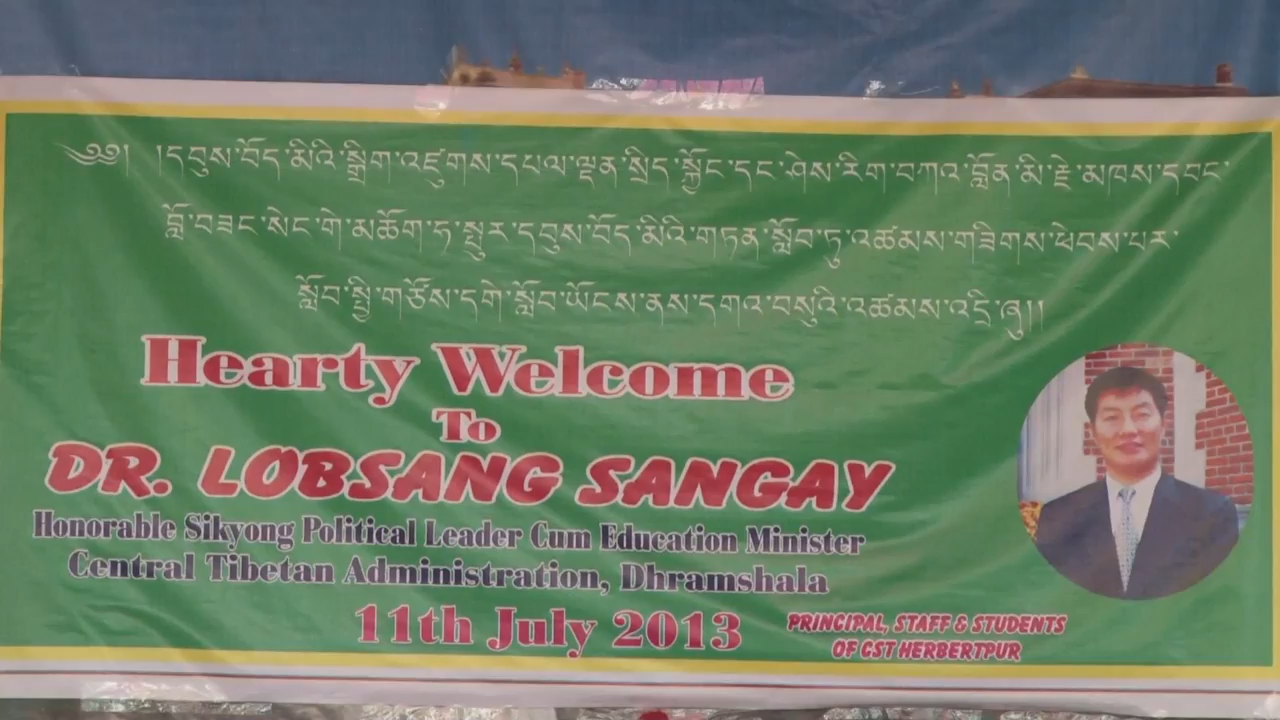 ༄༅། །དབུས་བོད་མིའི་སྒྲིག་འཛུགས་དཔལ་ལྡན་སྲིད་སྐྱོང་དང་ཤེས་རིག་བཀའ་བློན་མི་རྗེ་མཁས་དབང་
བློ་བཟང་སེང་གེ་མཆོག་ཧ་སྤུར་དབུས་བོད་མིའི་གཏན་སློབ་ཏུ་འཚམས་གཟིགས་ཕེབས་པར་
སློབ་སྤྱི་གཙོས་དགེ་སློབ་ཡོངས་ནས་དགའ་བསུའི་འཚམས་འདྲི་ཞུ།།
Hearty Welcome
To
DR. LOBSANG SANGAY
Honorable Sikyong Political Leader Cum Education Minister
Central Tibetan Administration, Dhramshala
11th July 2013
PRINCIPAL, STAFF & STUDENTS
OF CST HERBERTPUR